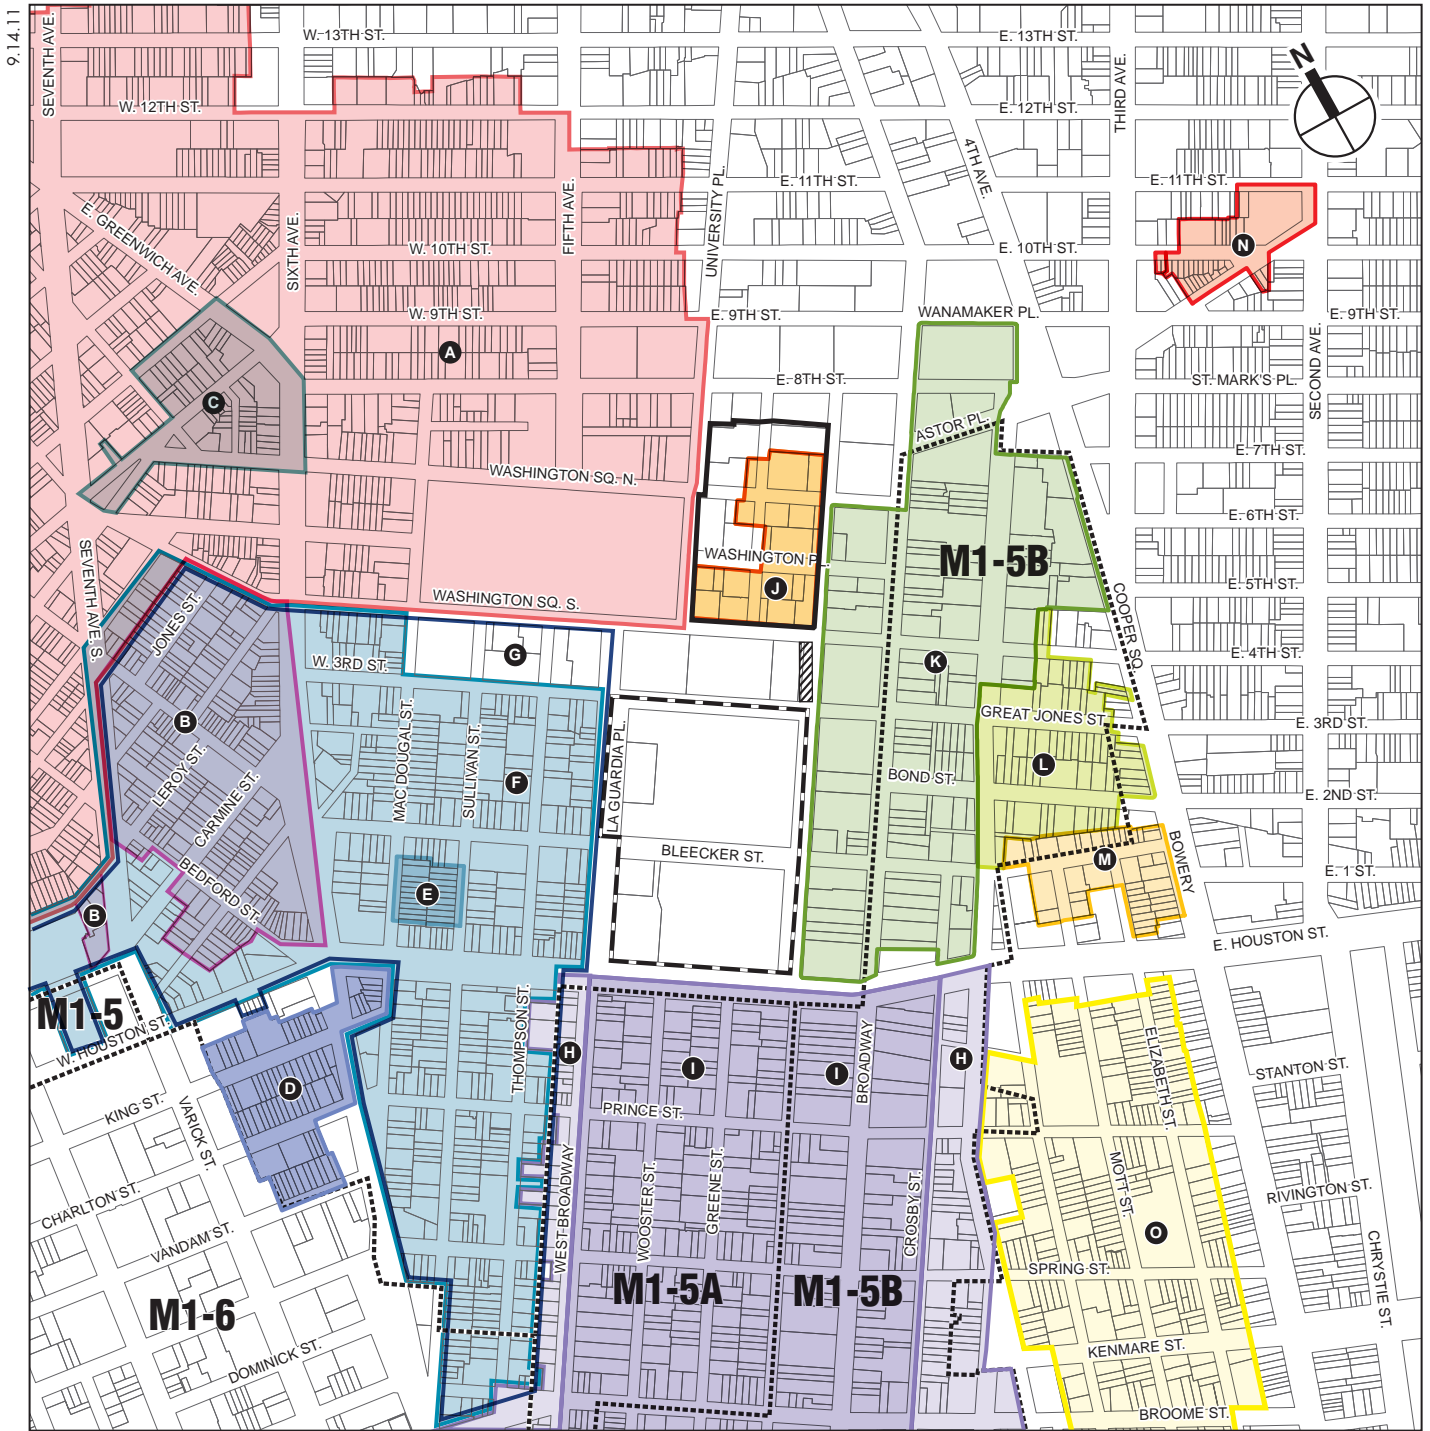 9.14.11
SEVENTH AVE.
W. 13TH ST.
E. 13TH ST.
N
W. 12TH ST.
E. 12TH ST.
THIRD AVE.
4TH AVE.
E. 11TH ST.
E. 11TH ST.
UNIVERSITY PL.
FIFTH AVE.
SIXTH AVE.
E. GREENWICH AVE.
W. 10TH ST.
E. 10TH ST.
N
W. 9TH ST.
E. 9TH ST.
WANAMAKER PL.
E. 9TH ST.
A
SECOND AVE.
E. 8TH ST.
ST. MARK'S PL.
C
ASTOR PL.
E. 7TH ST.
WASHINGTON SQ. N.
E. 6TH ST.
SEVENTH AVE. S.
WASHINGTON PL.
M1-5B
E. 5TH ST.
J
WASHINGTON SQ. S.
COOPER SQ.
JONES ST.
G
W. 3RD ST.
K
E. 4TH ST.
B
GREAT JONES ST.
E. 3RD ST.
MAC DOUGAL ST.
SULLIVAN ST.
LA GUARDIA PL.
LEROY ST.
F
BOND ST.
L
E. 2ND ST.
CARMINE ST.
BLEECKER ST.
M
BOWERY
BEDFORD ST.
E
E. 1 ST.
B
E. HOUSTON ST.
M1-5
W. HOUSTON ST.
THOMPSON ST.
H
I
I
BROADWAY
H
ELIZABETH ST.
STANTON ST.
D
KING ST.
VARICK ST.
PRINCE ST.
WEST BROADWAY
WOOSTER ST.
GREENE ST.
CROSBY ST.
MOTT ST.
RIVINGTON ST.
CHARLTON ST.
VANDAM ST.
O
CHRYSTIE ST.
SPRING ST.
M1-5A
M1-5B
M1-6
KENMARE ST.
DOMINICK ST.
BROOME ST.